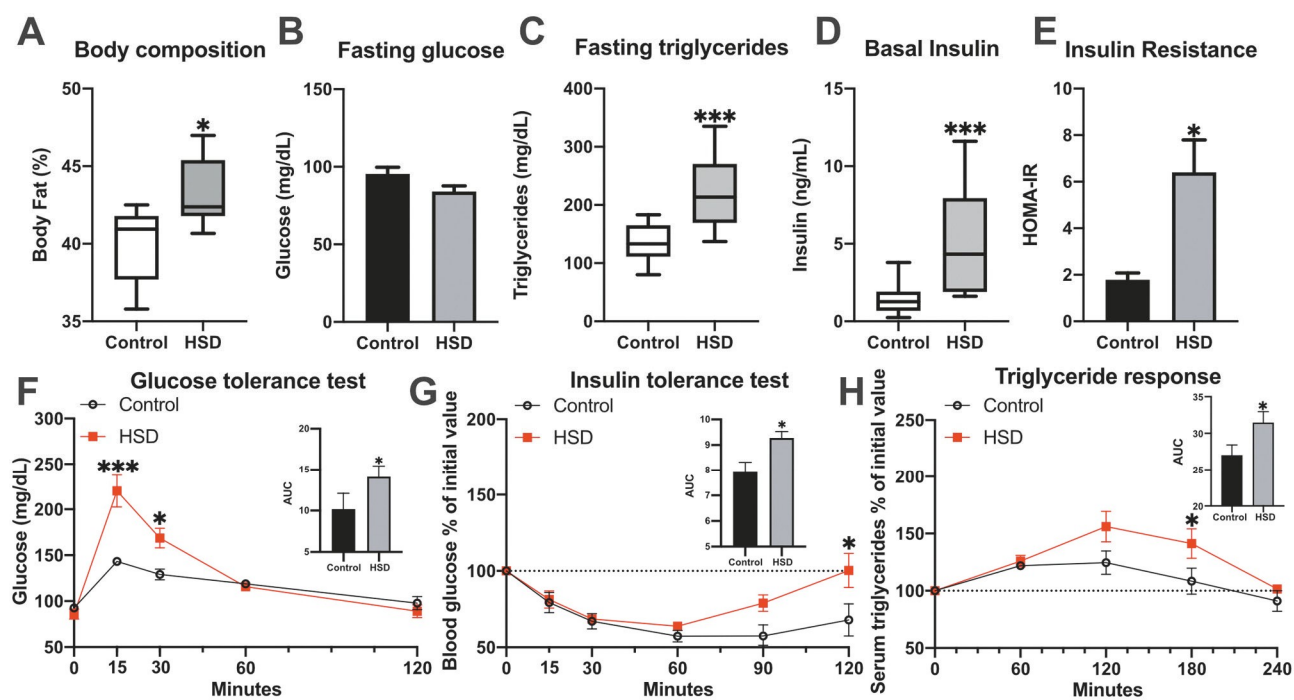 A
Body composition
Body Fat (%)
50
45
40
35
*
Control
HSD
B
Fasting glucose
Glucose (mg/dL)
150
100
50
0
Control
HSD
C
Fasting triglycerides
Triglycerides (mg/dL)
400
300
200
100
0
***
Control
HSD
D
Basal Insulin
Insulin (ng/mL)
15
10
5
0
***
Control
HSD
E
Insulin Resistance
HOMA-IR
10
8
6
4
2
0
*
Control
HSD
F
Glucose tolerance test
Control
HSD
Glucose (mg/dL)
300
250
200
150
100
50
***
*
0
15
30
60
120
Minutes
AUC
20
15
10
5
*
Control
HSD
G
Insulin tolerance test
Control
HSD
Blood glucose % of initial value
200
150
100
50
*
0
15
30
60
90
120
Minutes
AUC
10
9
8
7
6
5
*
Control
HSD
H
Triglyceride response
Control
HSD
Serum triglycerides % of initial value
250
200
150
100
50
*
0
60
120
180
240
Minutes
AUC
32
29
26
23
20
*
Control
HSD